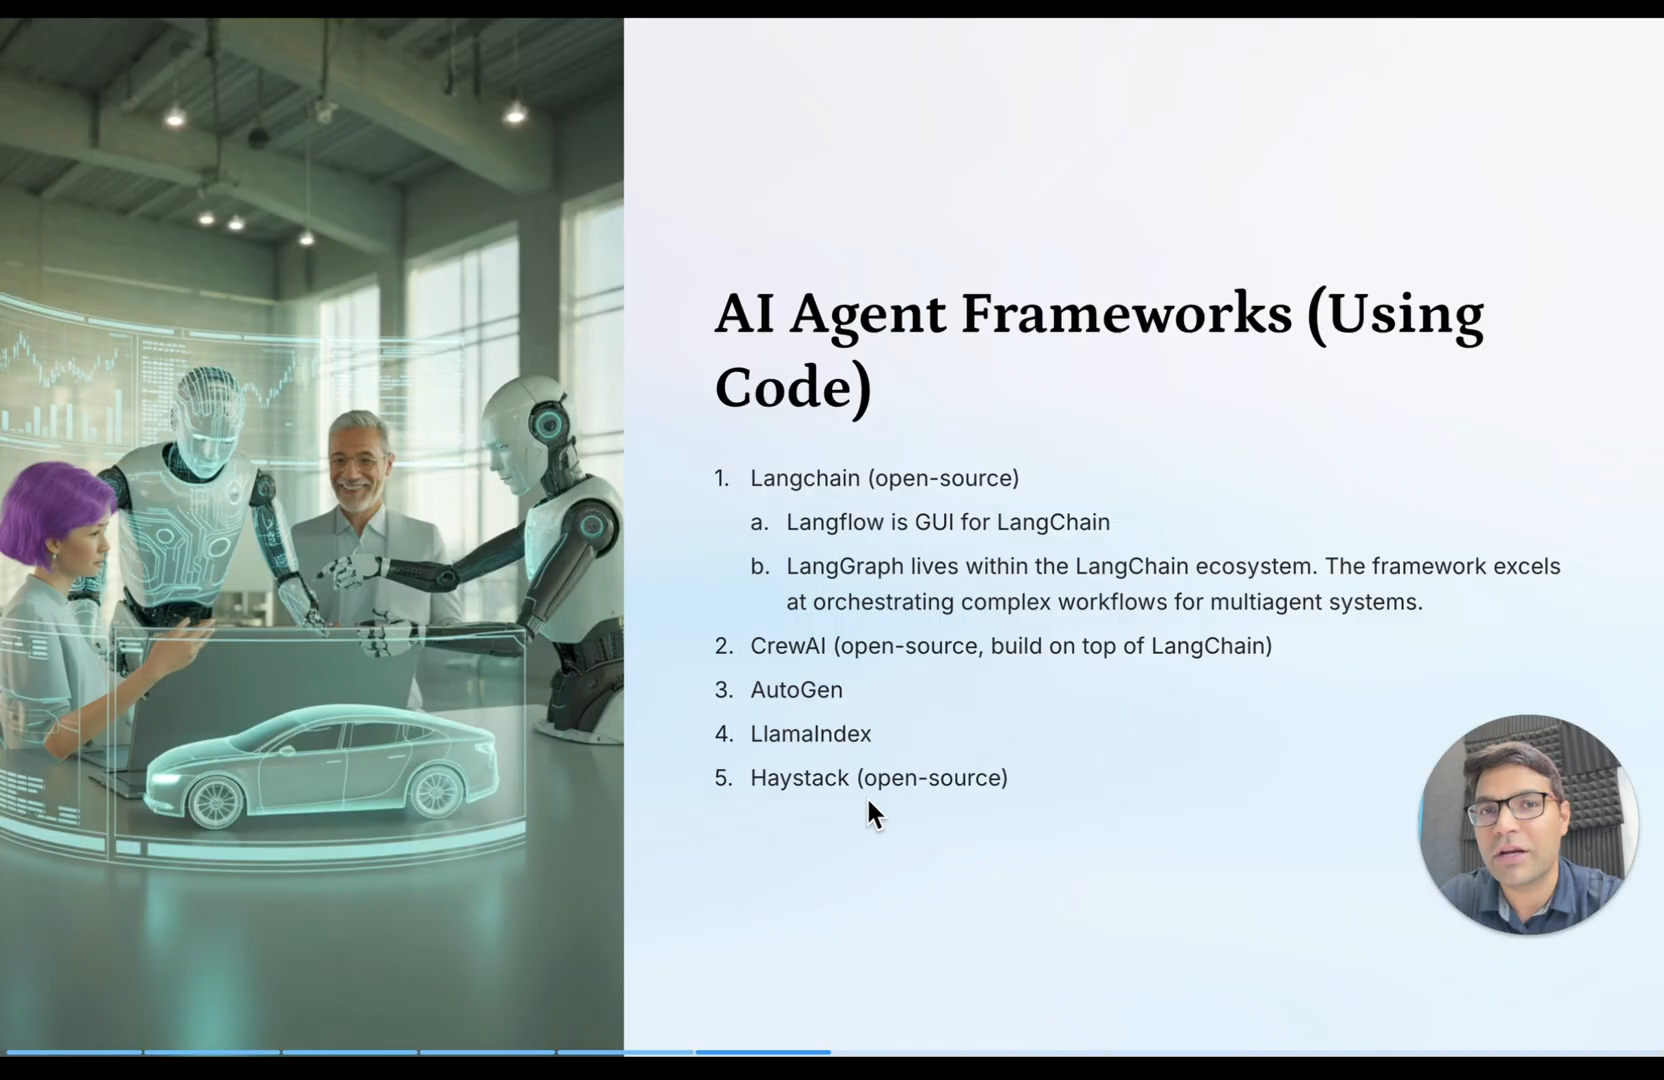 AI Agent Frameworks (Using
Code)
1. Langchain (open-source)
a. Langflow is GUI for LangChain
b. LangGraph lives within the LangChain ecosystem. The framework excels
at orchestrating complex workflows for multiagent systems.
2. CrewAI (open-source, build on top of LangChain)
3. AutoGen
4. LlamaIndex
5. Haystack (open-source)